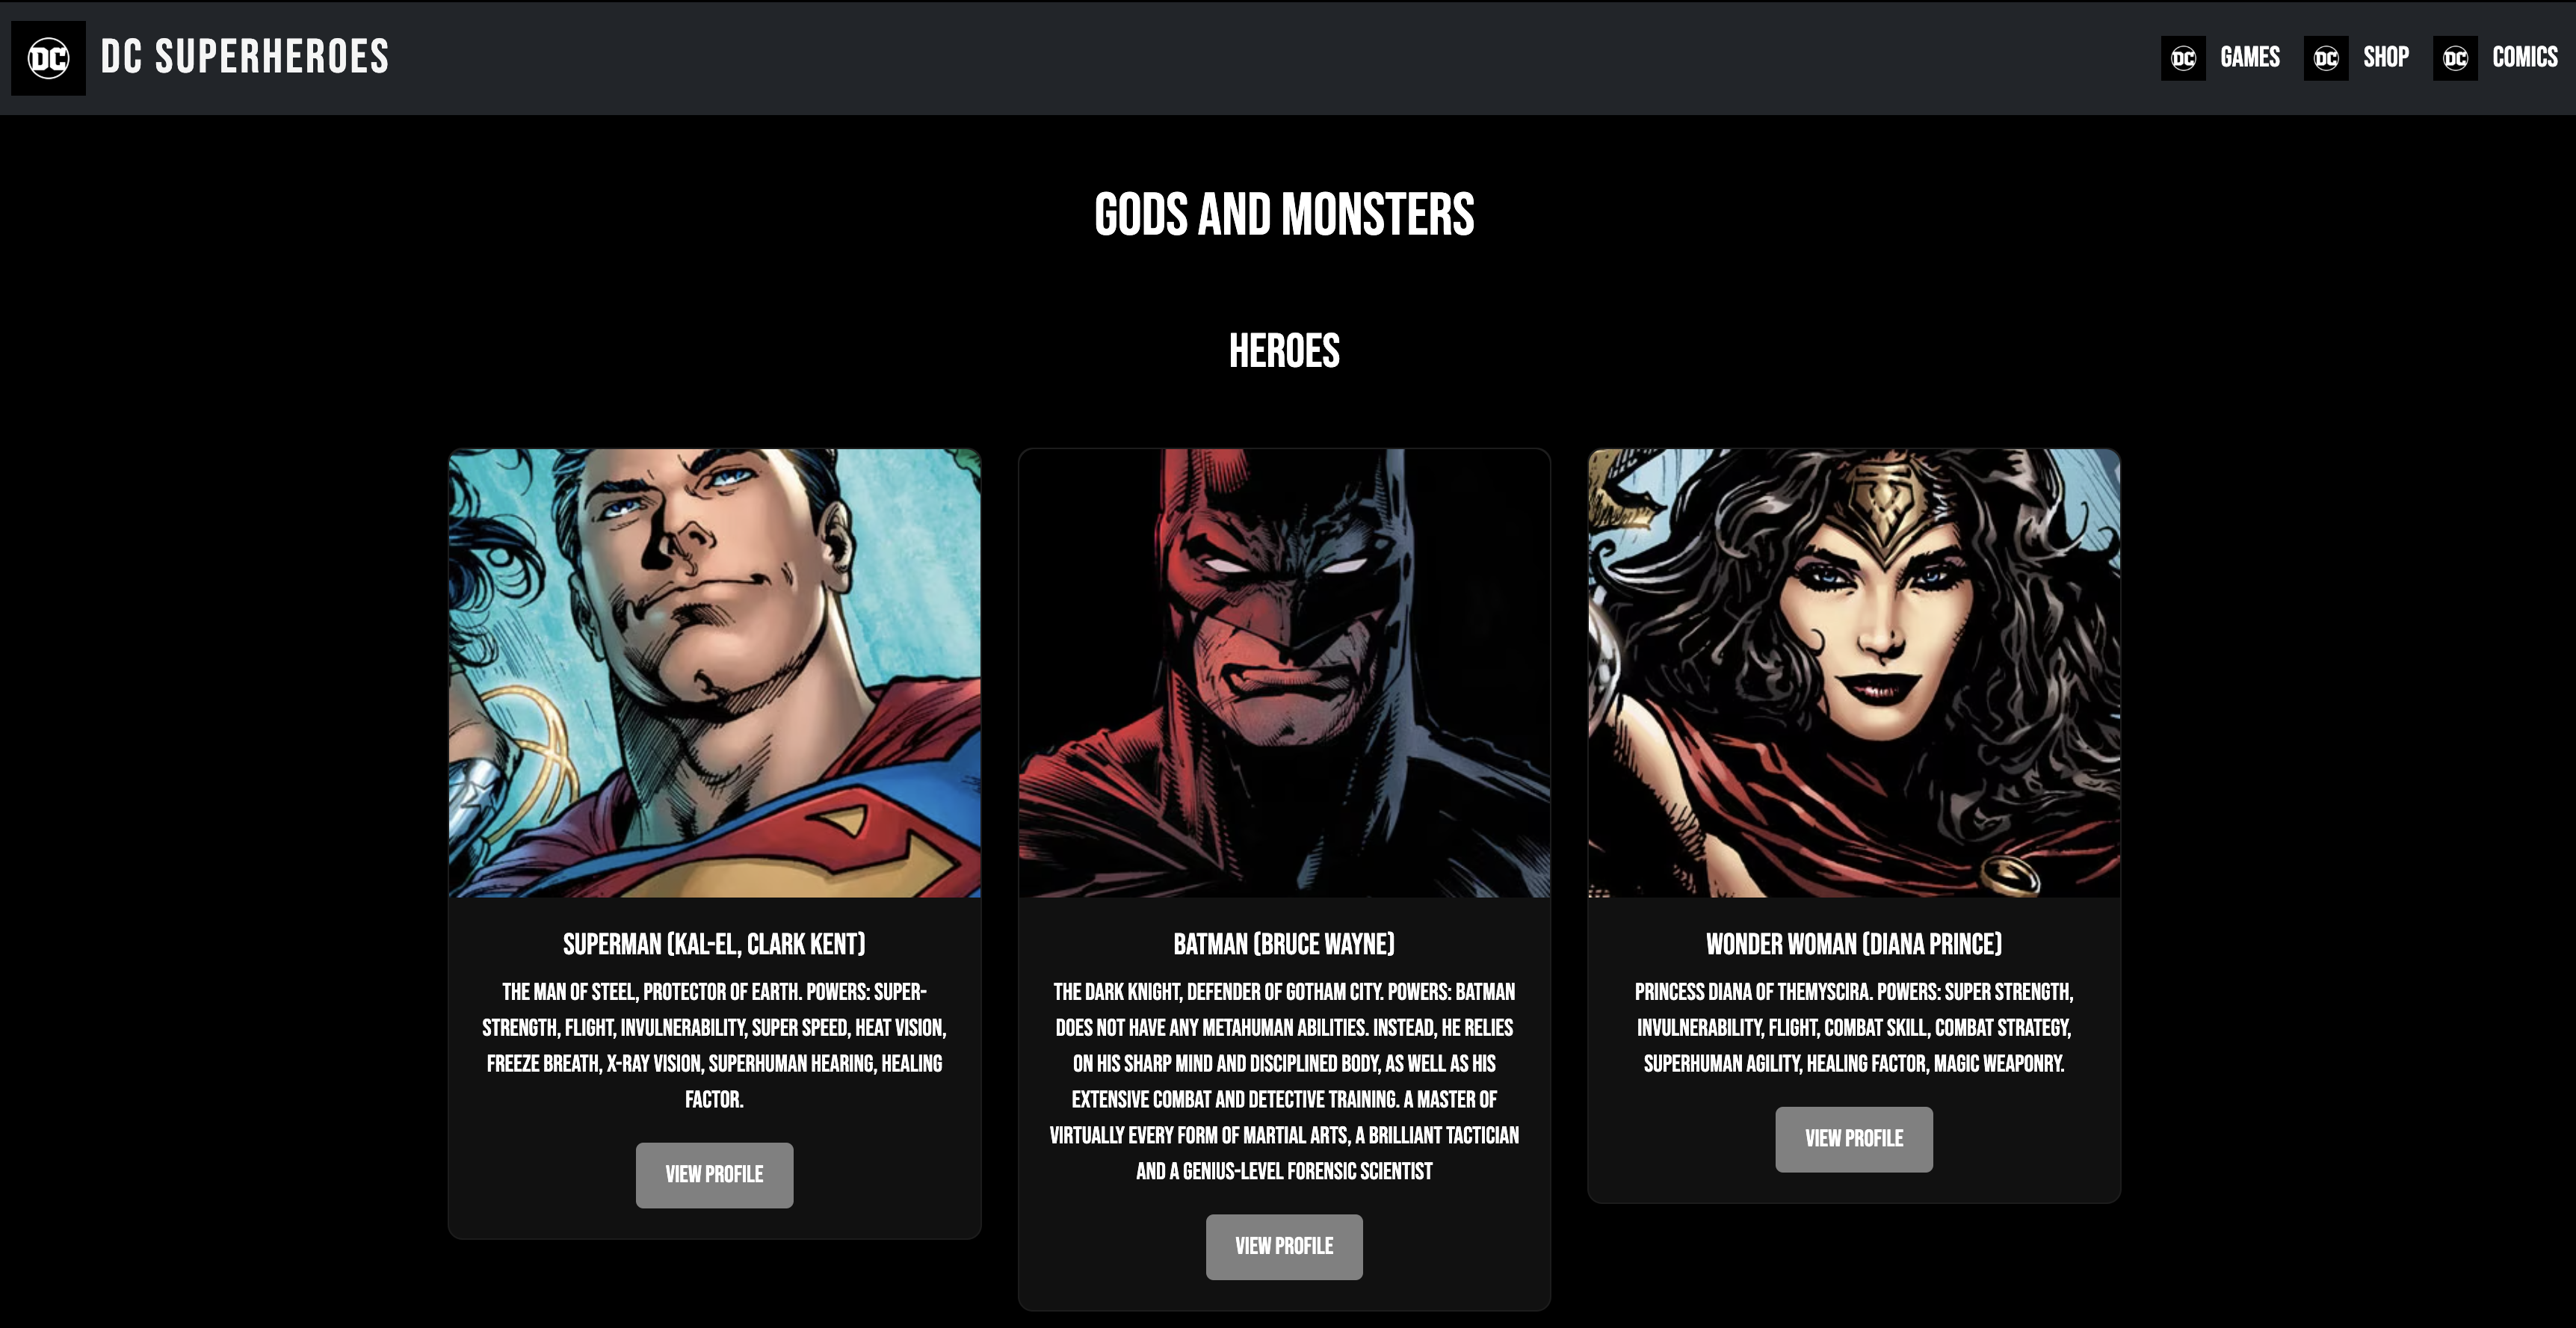 DC DC SUPERHEROES
DC GAMES DC SHOP DC COMICS
GODS AND MONSTERS
HEROES
SUPERMAN (KAL-EL, CLARK KENT)
THE MAN OF STEEL, PROTECTOR OF EARTH. POWERS: SUPER-
STRENGTH, FLIGHT, INVULNERABILITY, SUPER SPEED, HEAT VISION,
FREEZE BREATH, X-RAY VISION, SUPERHUMAN HEARING, HEALING
FACTOR.
VIEW PROFILE
BATMAN (BRUCE WAYNE)
THE DARK KNIGHT, DEFENDER OF GOTHAM CITY. POWERS: BATMAN
DOES NOT HAVE ANY METAHUMAN ABILITIES. INSTEAD, HE RELIES
ON HIS SHARP MIND AND DISCIPLINED BODY, AS WELL AS HIS
EXTENSIVE COMBAT AND DETECTIVE TRAINING. A MASTER OF
VIRTUALLY EVERY FORM OF MARTIAL ARTS, A BRILLIANT TACTICIAN
AND A GENIUS-LEVEL FORENSIC SCIENTIST
VIEW PROFILE
WONDER WOMAN (DIANA PRINCE)
PRINCESS DIANA OF THEMYSCIRA. POWERS: SUPER STRENGTH,
INVULNERABILITY, FLIGHT, COMBAT SKILL, COMBAT STRATEGY,
SUPERHUMAN AGILITY, HEALING FACTOR, MAGIC WEAPONRY.
VIEW PROFILE